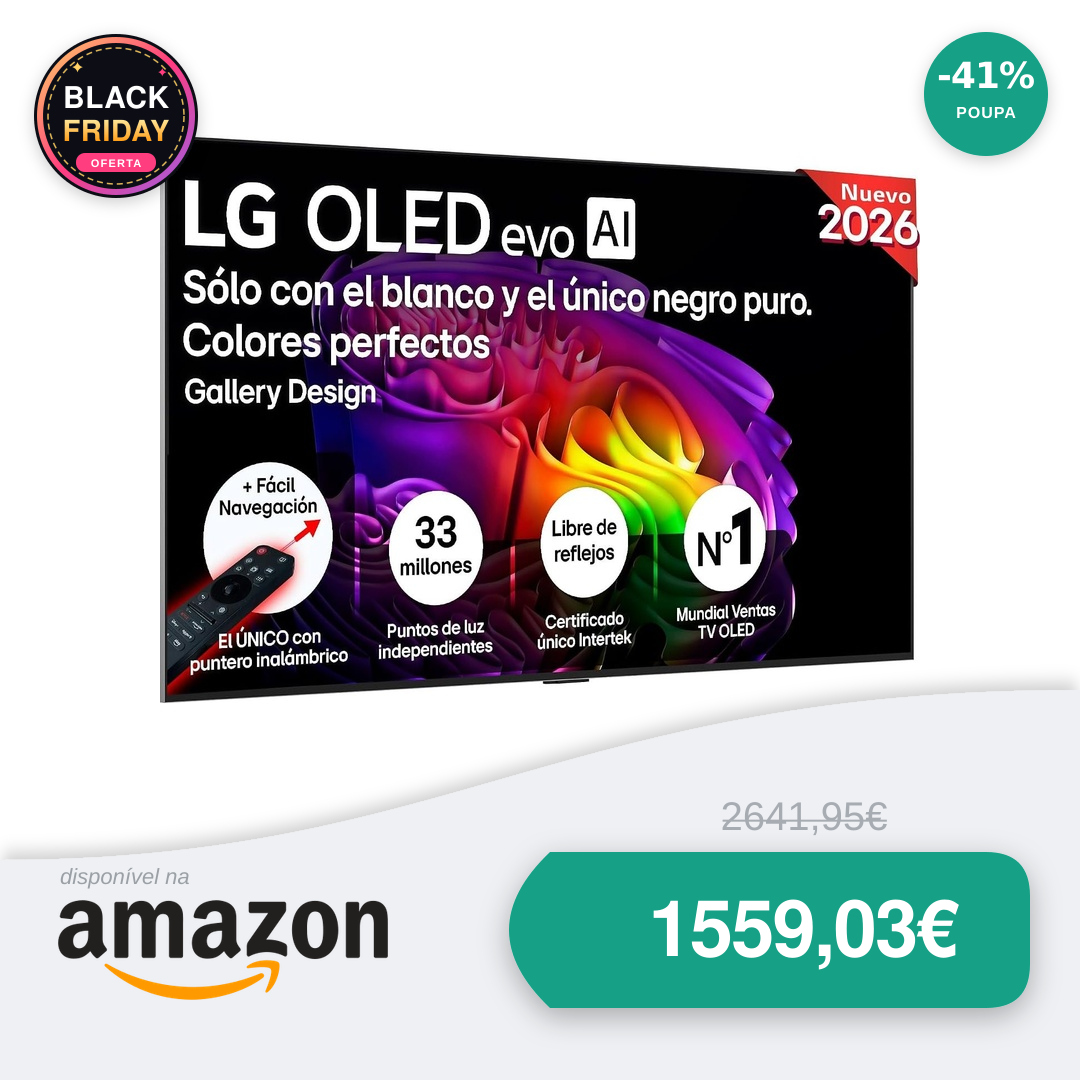 BLACK
FRIDAY
OFERTA
-41%
POUPA
Nuevo
2026
LG OLED evo AI
Sólo con el blanco y el único negro puro.
Colores perfectos
Gallery Design
+ Fácil
Navegación
El ÚNICO con
puntero inalámbrico
33
millones
Puntos de luz
independientes
Libre de
reflejos
Certificado
único Intertek
Nº1
Mundial Ventas
TV OLED
2641,95€
disponível na
amazon
1559,03€